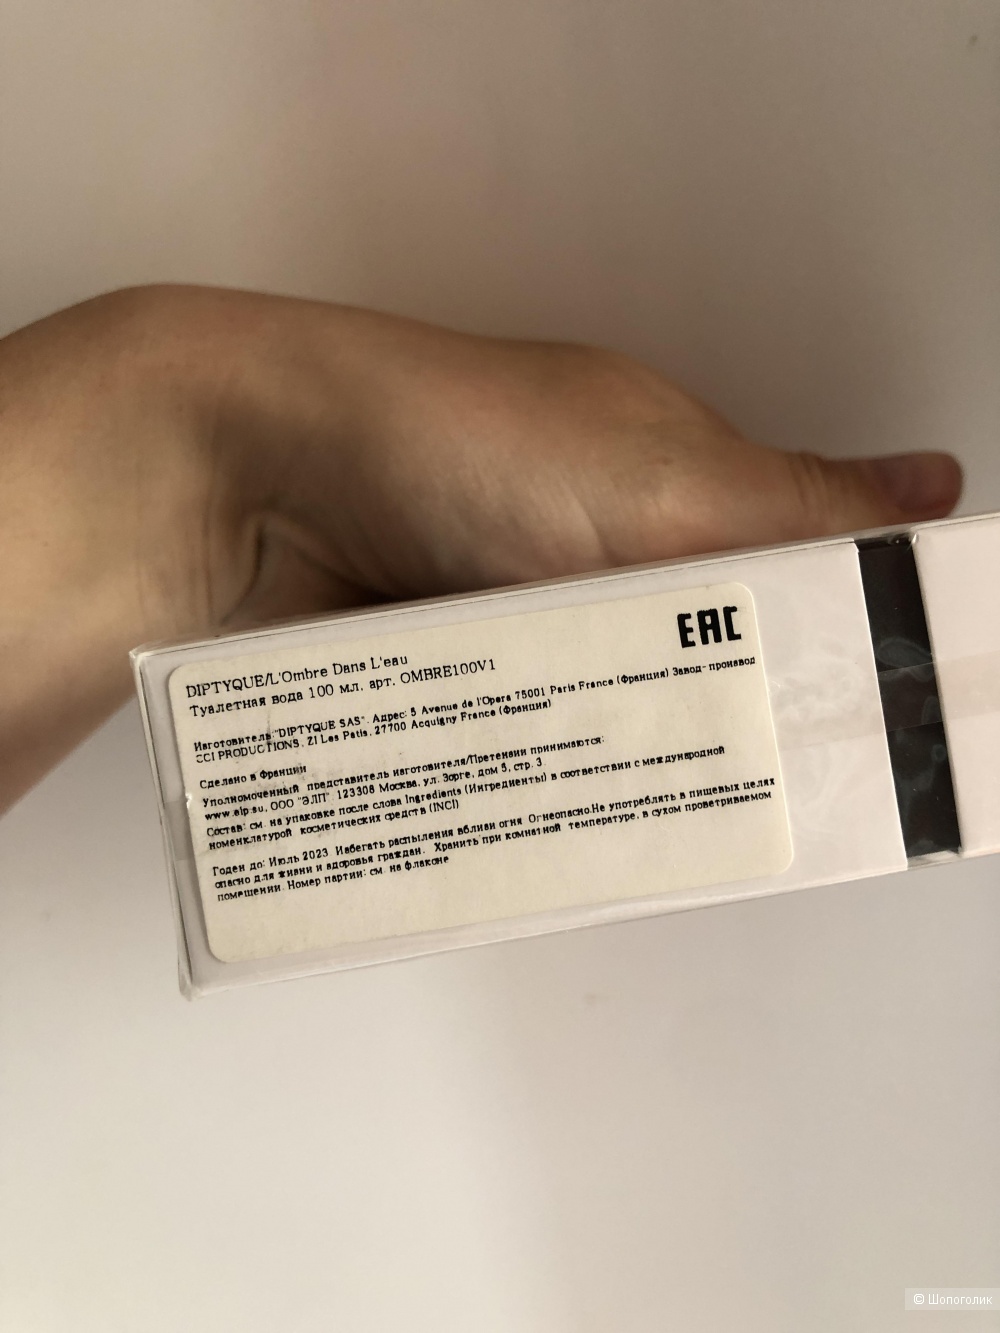 EAC
DIPTYQUE/L'Ombre Dans L'eau
Туалетная вода 100 мл, арт. OMBRE100V1
Изготовитель:"DIPTYQUE SAS". Адрес: 5 Avenue de l'Opera 75001 Paris France (Франция) Завод-производ
CCI PRODUCTIONS, ZI Les Patis, 27700 Acquigny France (Франция)
Сделано в Франции
Уполномоченный представитель изготовителя/Претензии принимаются:
www.elp.su, ООО "ЭЛП". 123308 Москва, ул. Зорге, дом 5, стр. 3.
Состав: см. на упаковке после слова Ingredients (Ингредиенты) в соответствии с международной
номенклатурой косметических средств (INCI)
Годен до: Июль 2023 Избегать распыления вблизи огня Огнеопасно.Не употреблять в пищевых целях
опасно для жизни и здоровья граждан. Хранить при комнатной температуре, в сухом проветриваемом
помещении. Номер партии: см. на флаконе
© Шопоголик